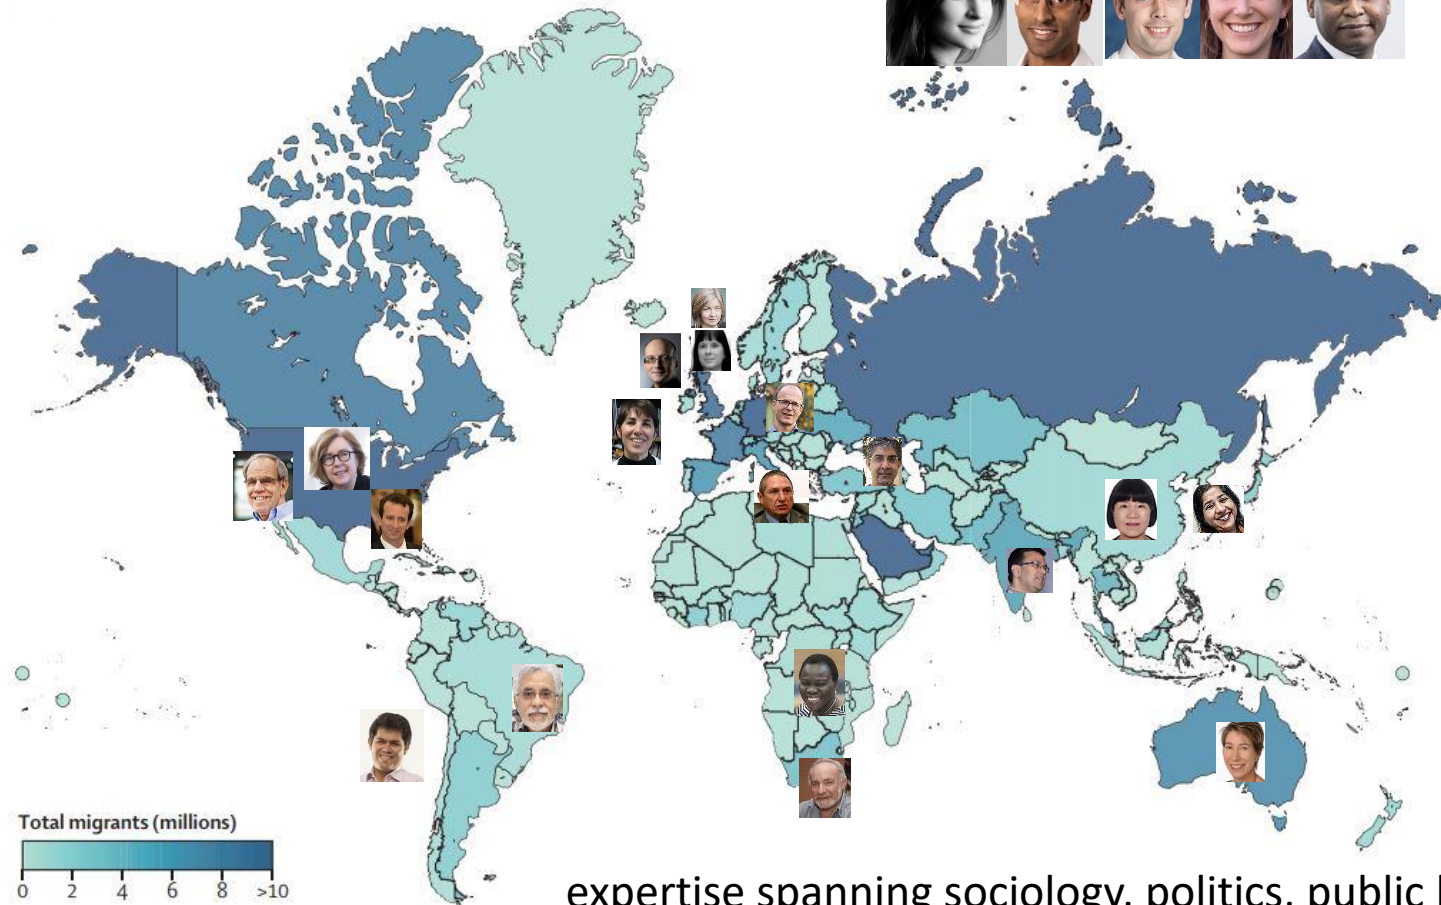 Total migrants (millions)
0 2 4 6 8 >10
expertise spanning sociology, politics, public